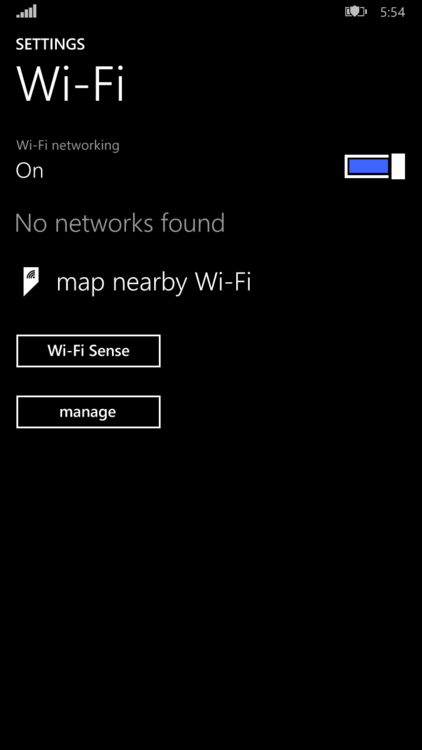 5:54
SETTINGS
Wi-Fi
Wi-Fi networking
On
No networks found
map nearby Wi-Fi
Wi-Fi Sense
manage